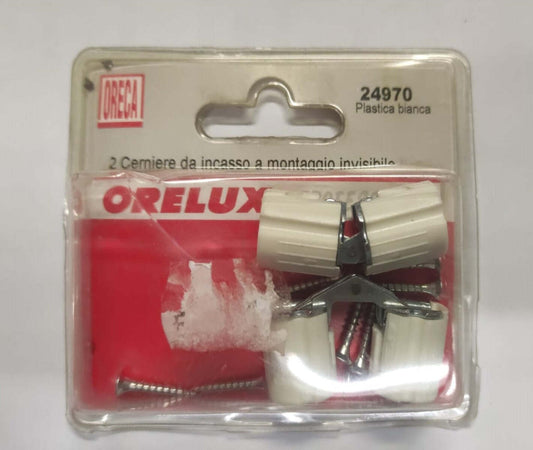 ORECA
24970
Plastica bianca
2 Cerniere da incasso a montaggio invisibile
ORELUX